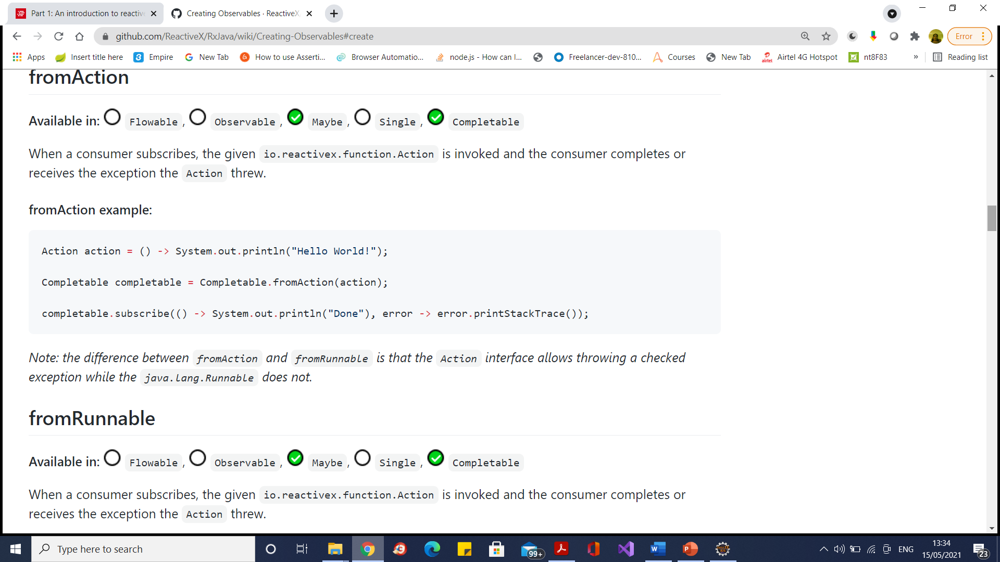 Part 1: An introduction to reactive
Creating Observables · ReactiveX
github.com/ReactiveX/RxJava/wiki/Creating-Observables#create
Error
Apps
Insert title here
Empire
New Tab
How to use Asserti...
Browser Automatio...
node.js - How can I...
Freelancer-dev-810...
Courses
New Tab
Airtel 4G Hotspot
nt8F83
»
Reading list
fromAction
Available in: Flowable, Observable, Maybe, Single, Completable
When a consumer subscribes, the given io.reactivex.function.Action is invoked and the consumer completes or
receives the exception the Action threw.
fromAction example:
Action action = () -> System.out.println("Hello World!");
Completable completable = Completable.fromAction(action);
completable.subscribe(() -> System.out.println("Done"), error -> error.printStackTrace());
Note: the difference between fromAction and fromRunnable is that the Action interface allows throwing a checked
exception while the java.lang.Runnable does not.
fromRunnable
Available in: Flowable, Observable, Maybe, Single, Completable
When a consumer subscribes, the given io.reactivex.function.Action is invoked and the consumer completes or
receives the exception the Action threw.
Type here to search
99+
ENG
13:34
15/05/2021
23